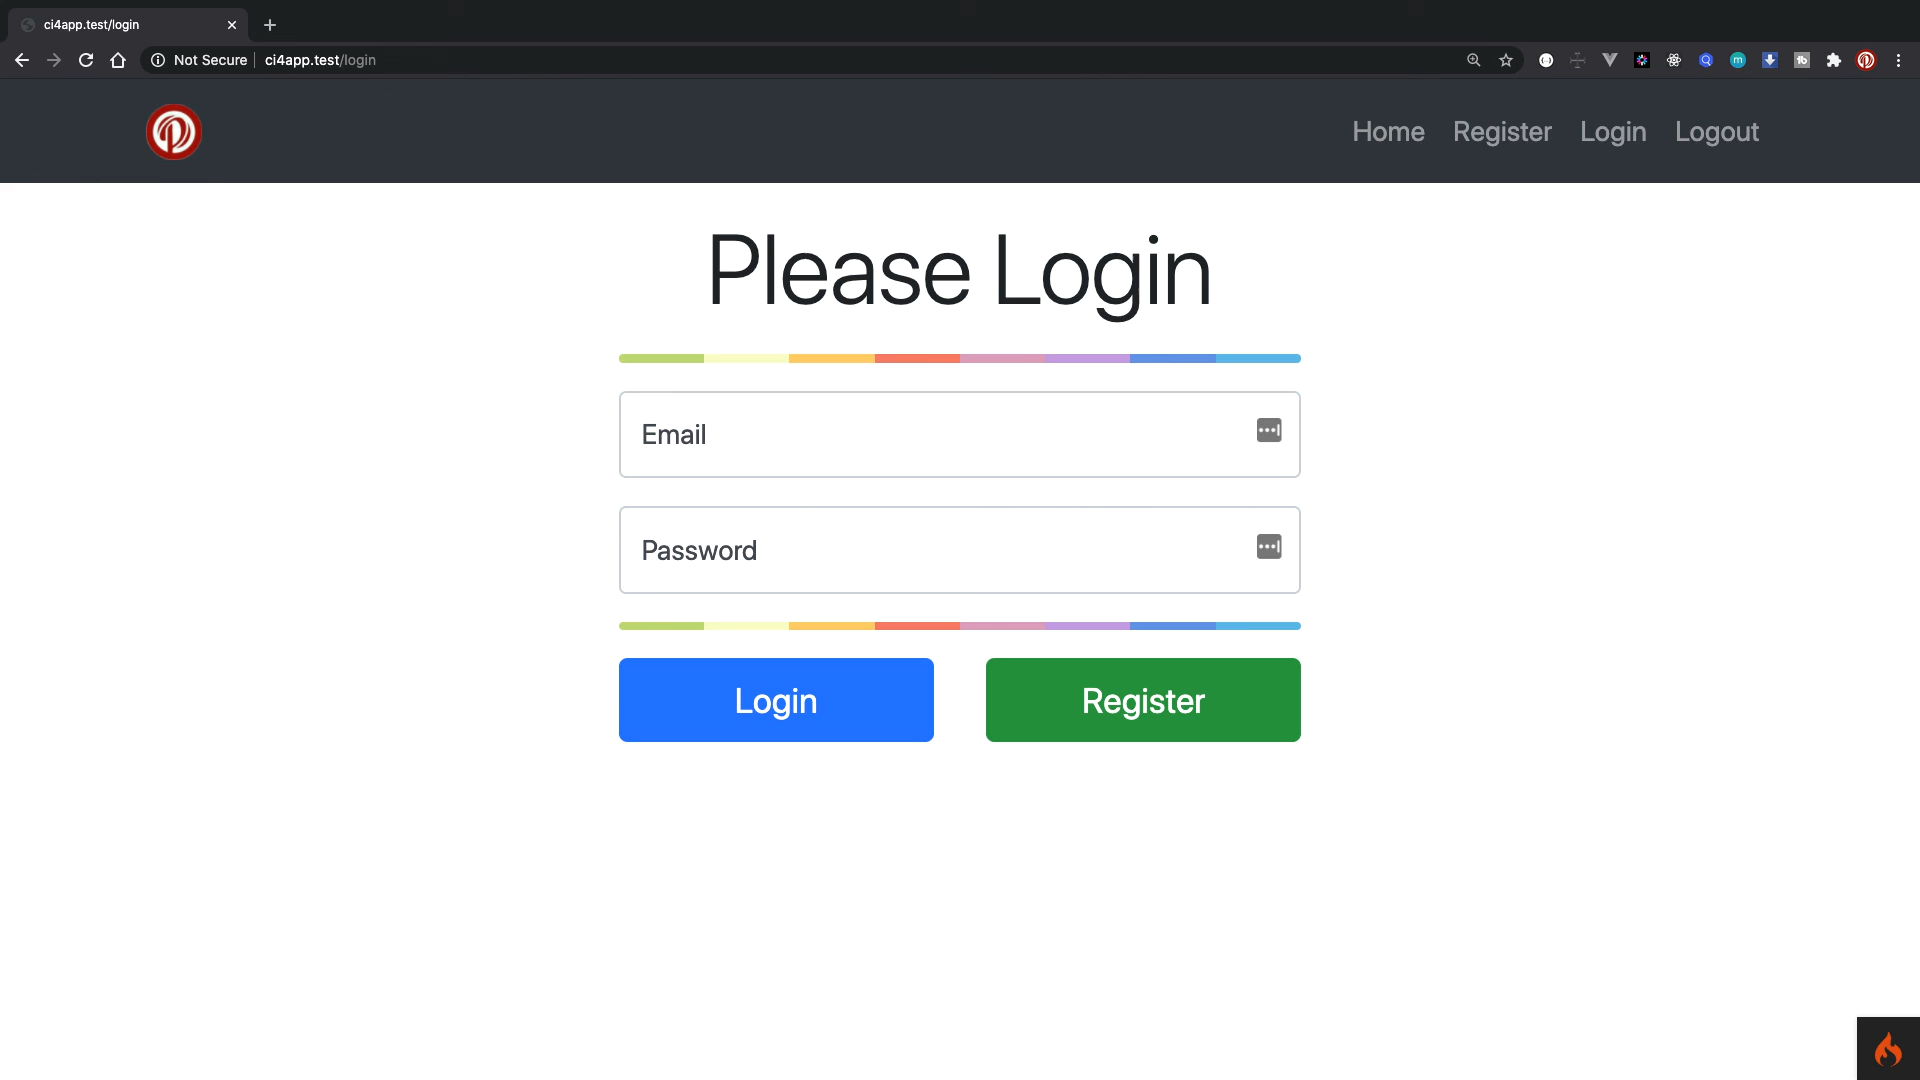 ci4app.test/login
Not Secure ci4app.test/login
Home Register Login Logout
Please Login
Email
Password
Login Register